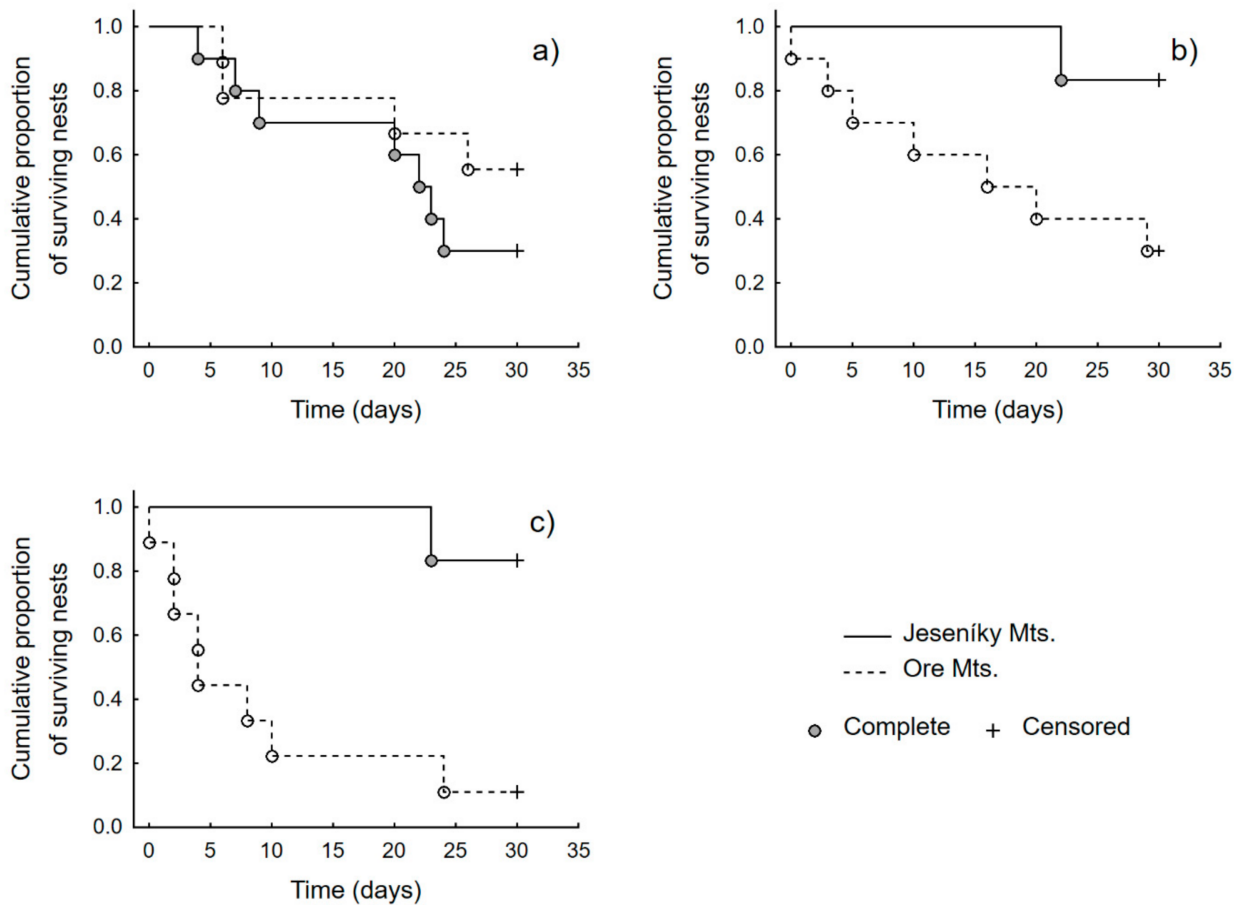 a)
Cumulative proportion
of surviving nests
1.0
0.8
0.6
0.4
0.2
0.0
0 5 10 15 20 25 30 35
Time (days)
b)
Cumulative proportion
of surviving nests
1.0
0.8
0.6
0.4
0.2
0.0
0 5 10 15 20 25 30 35
Time (days)
c)
Cumulative proportion
of surviving nests
1.0
0.8
0.6
0.4
0.2
0.0
0 5 10 15 20 25 30 35
Time (days)
Jeseníky Mts.
Ore Mts.
Complete + Censored